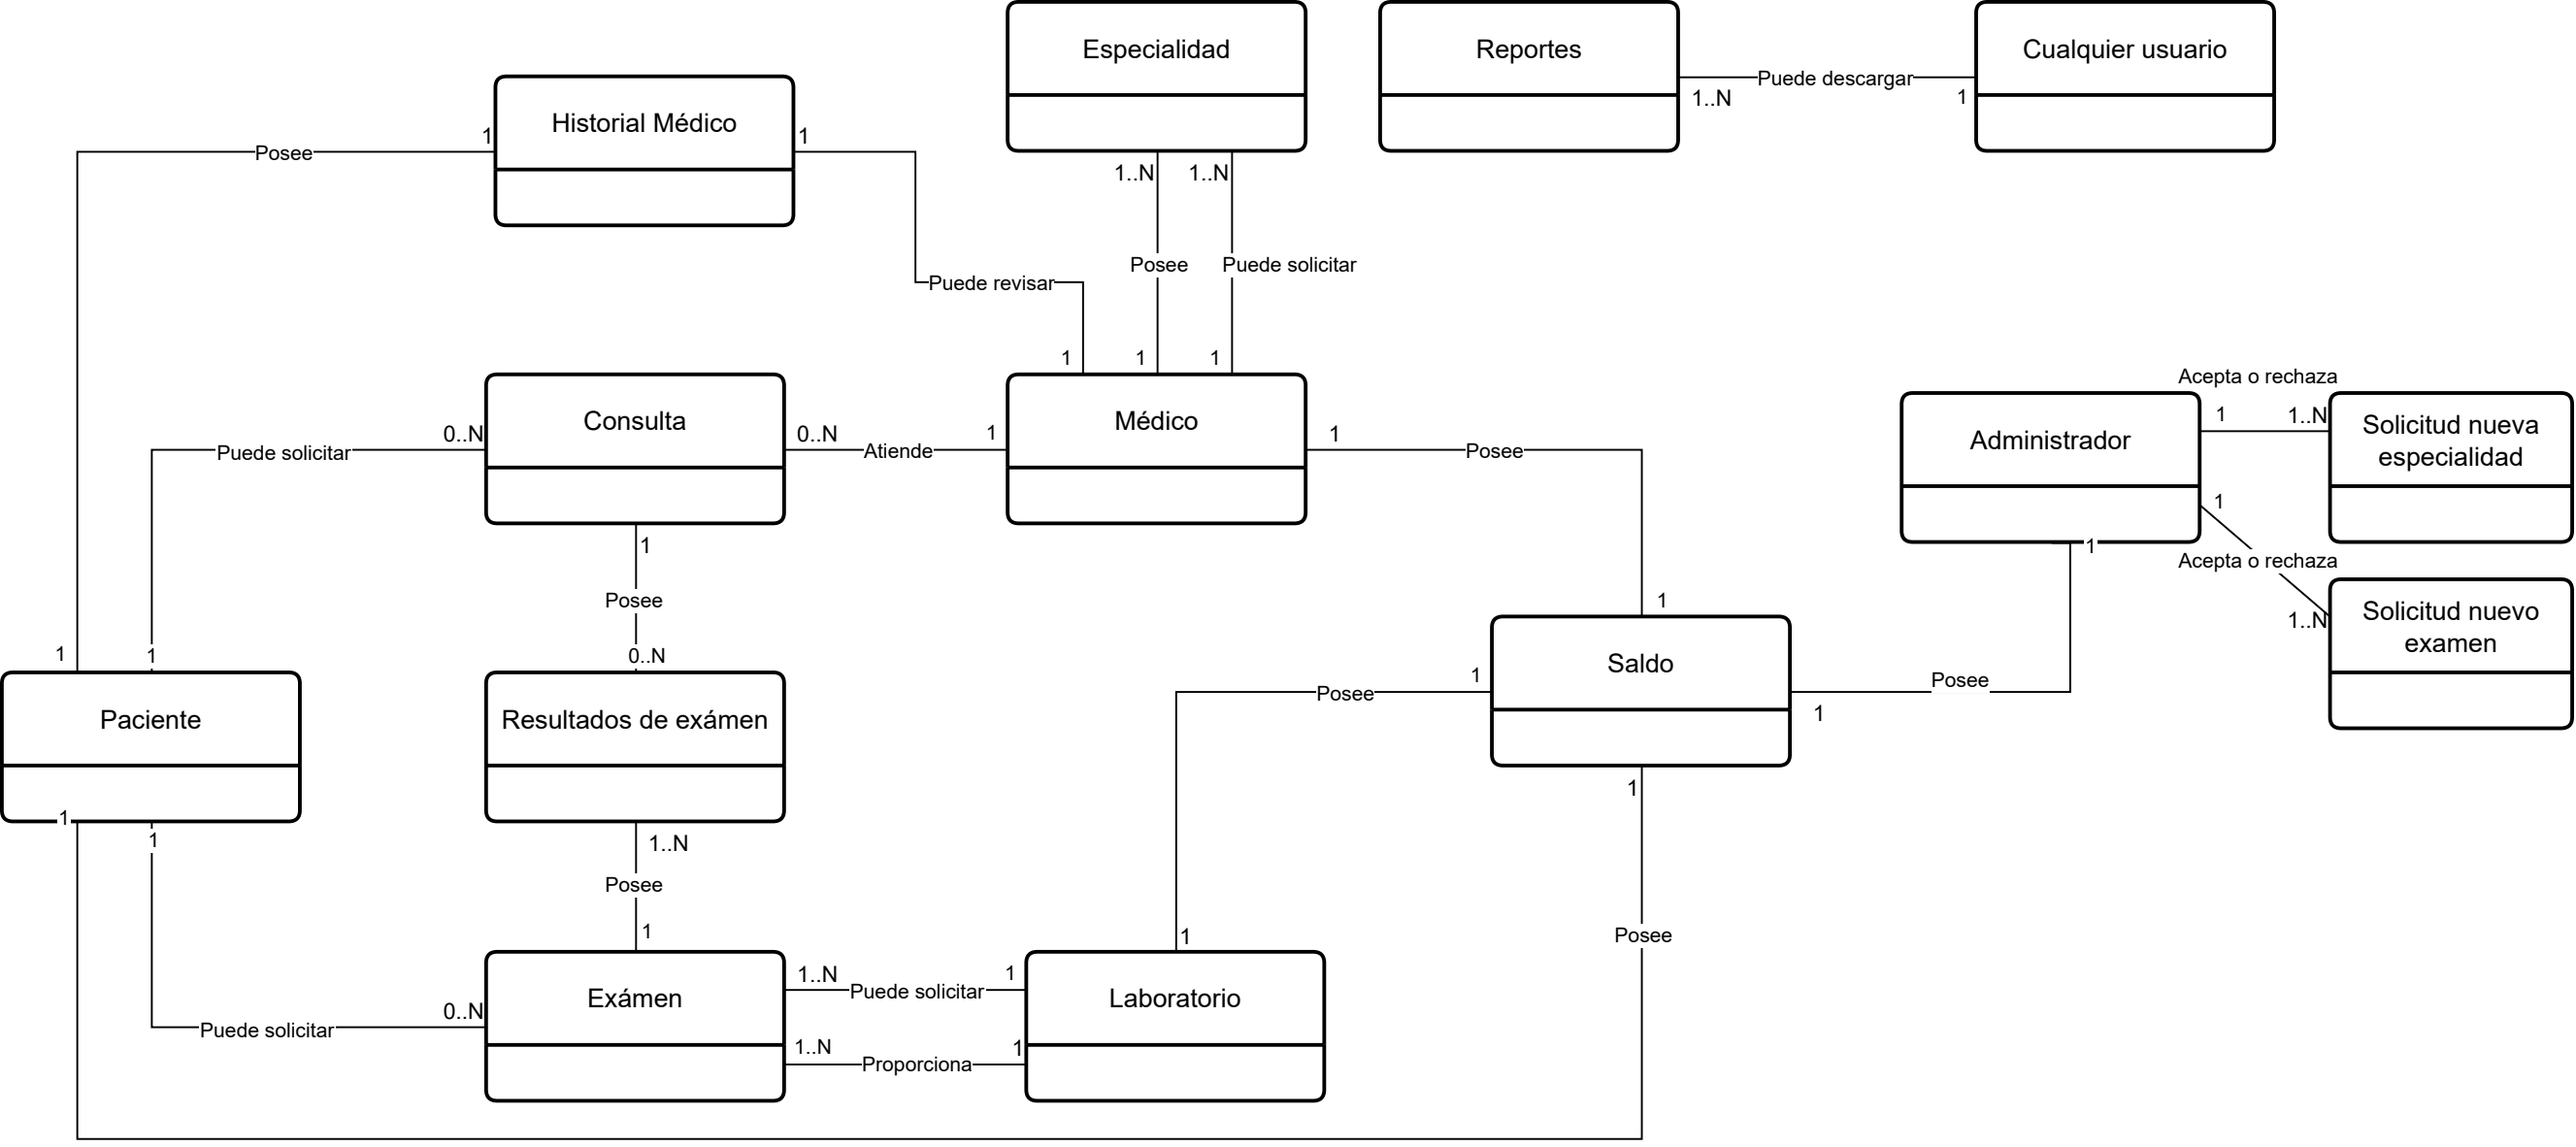 Especialidad
Reportes
Cualquier usuario
Puede descargar
1..N
1
Historial Médico
1
1
Posee
1..N
1..N
Posee
Puede solicitar
Puede revisar
1
1
1
Acepta o rechaza
Consulta
Médico
Administrador
1
1..N
Solicitud nueva
especialidad
0..N
Puede solicitar
0..N
Atiende
1
1
Posee
1
1
Acepta o rechaza
1..N
Solicitud nuevo
examen
1
Posee
0..N
1
1
1
Paciente
Resultados de exámen
Saldo
1
Posee
Posee
1
1
1
1
1..N
Posee
1
Posee
1
Exámen
Laboratorio
1..N
Puede solicitar
1
0..N
Puede solicitar
1..N
Proporciona
1